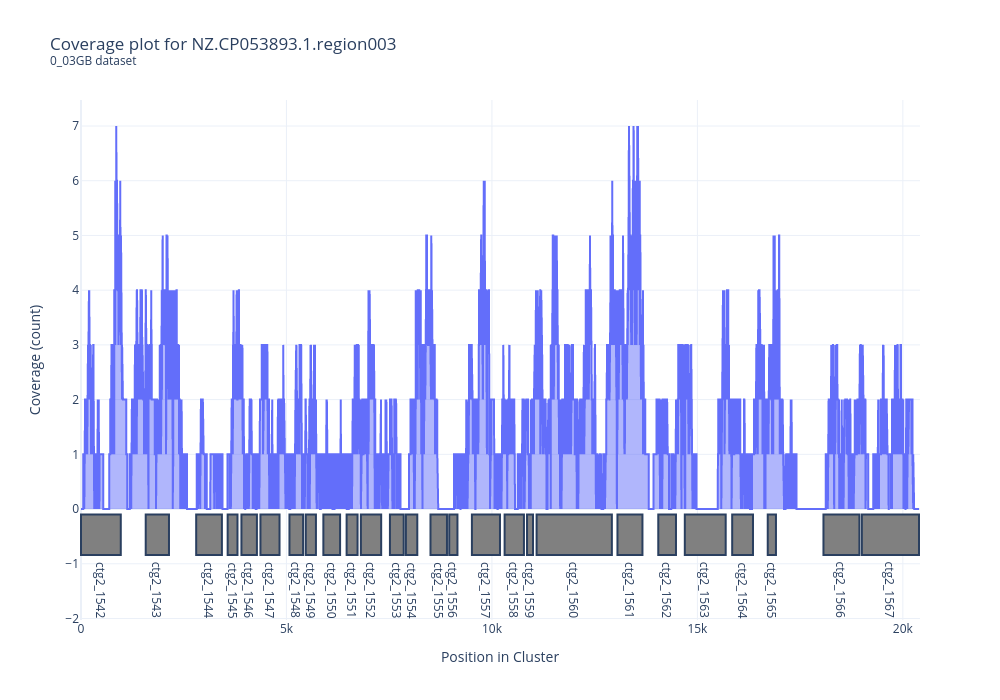 Coverage plot for NZ.CP053893.1.region003
0_03GB dataset
Coverage (count)
7
6
5
4
3
2
1
0
−1
−2
ctg2_1542
ctg2_1543
ctg2_1544
ctg2_1545
ctg2_1546
ctg2_1547
ctg2_1548
ctg2_1549
ctg2_1550
ctg2_1551
ctg2_1552
ctg2_1553
ctg2_1554
ctg2_1555
ctg2_1556
ctg2_1557
ctg2_1558
ctg2_1559
ctg2_1560
ctg2_1561
ctg2_1562
ctg2_1563
ctg2_1564
ctg2_1565
ctg2_1566
ctg2_1567
0 5k 10k 15k 20k
Position in Cluster